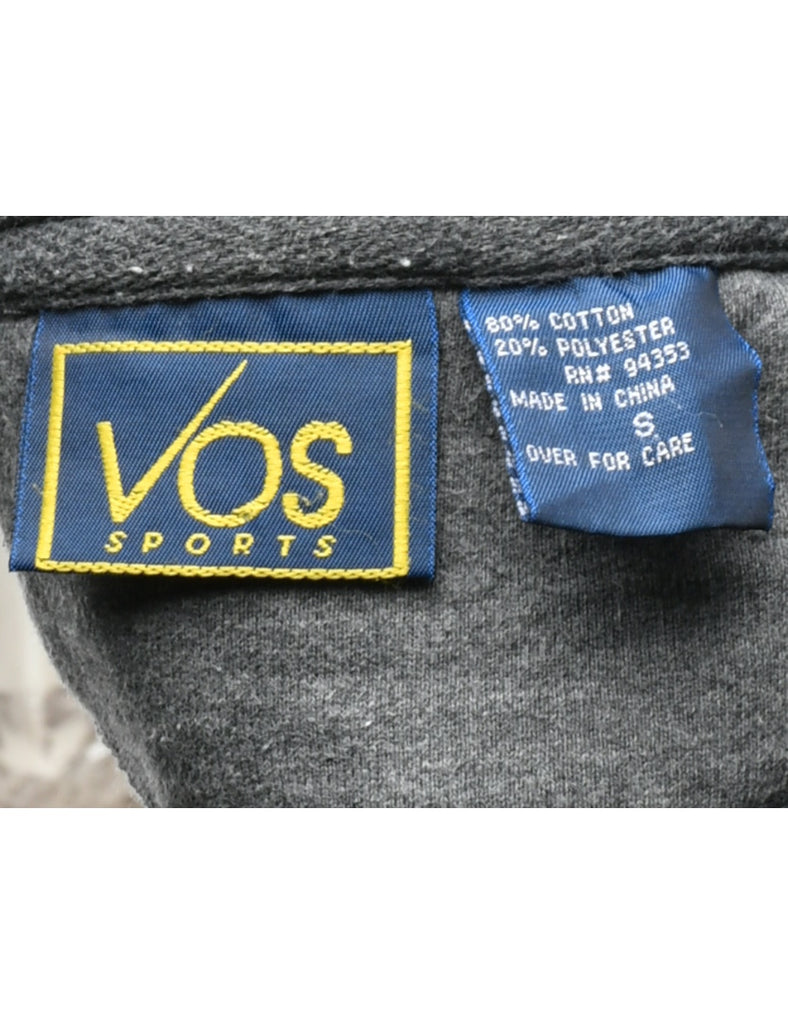 VOS
SPORTS
80% COTTON
20% POLYESTER
RN# 94353
MADE IN CHINA
S
OVER FOR CARE